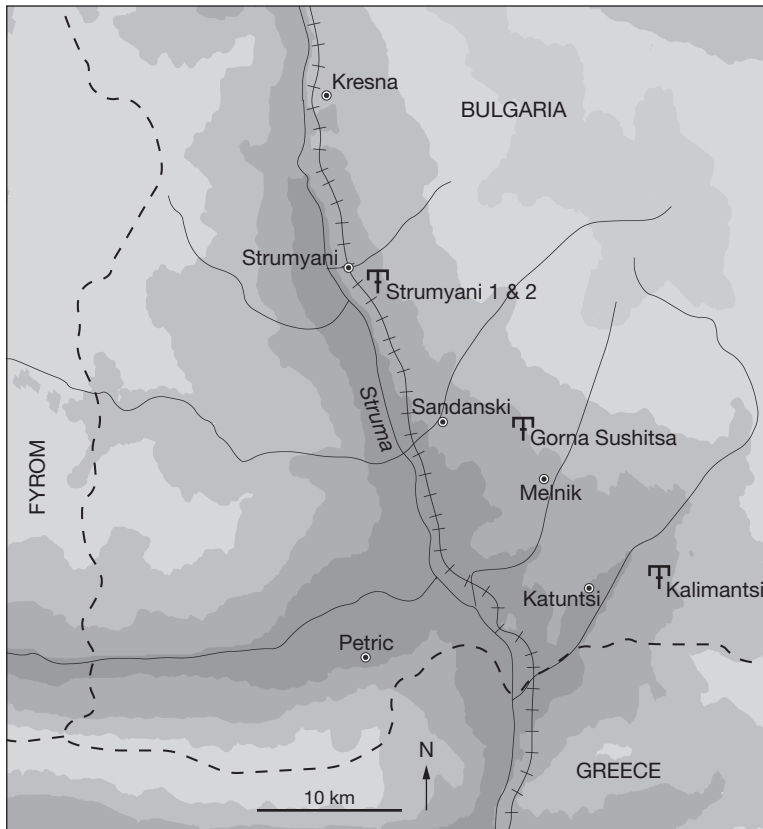 Kresna
BULGARIA
Strumyani
Strumyani 1 & 2
Struma
Sandanski
Gorna Sushitsa
FYROM
Melnik
Katuntsi
Kalimantsi
Petric
N
GREECE
10 km